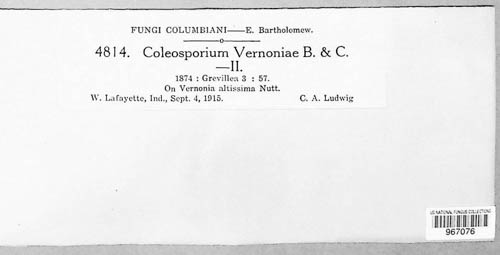 FUNGI COLUMBIANI—E. Bartholomew.
4814. Coleosporium Vernoniae B. & C.
—II.
1874 : Grevillea 3 : 57.
On Vernonia altissima Nutt.
W. Lafayette, Ind., Sept. 4, 1915. C. A. Ludwig
US NATIONAL FUNGUS COLLECTIONS
967076